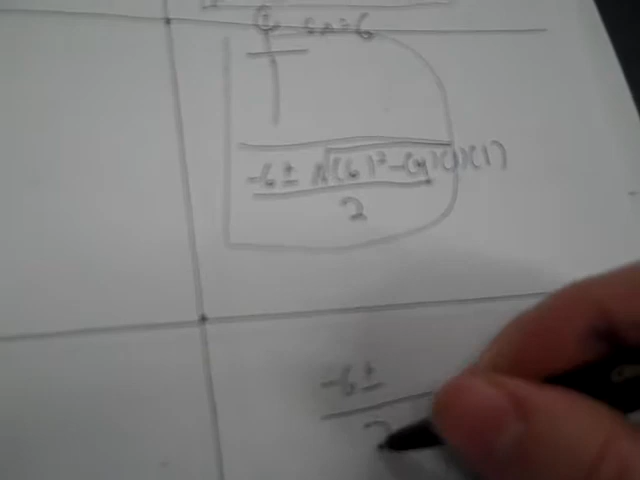 -6 ± √(6)² - (4)(1)(1)
2
-6 ±
2